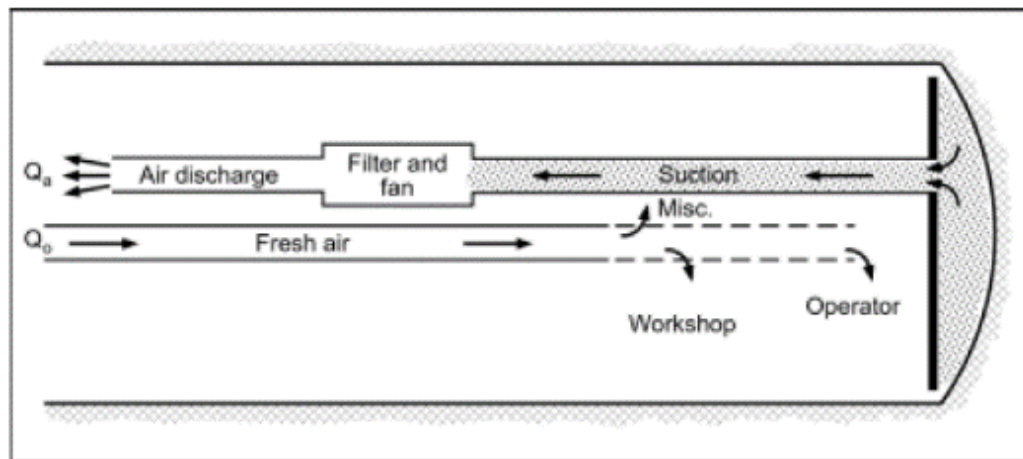 Qa
Air discharge
Filter and
fan
Suction
Misc.
Qo
Fresh air
Workshop
Operator